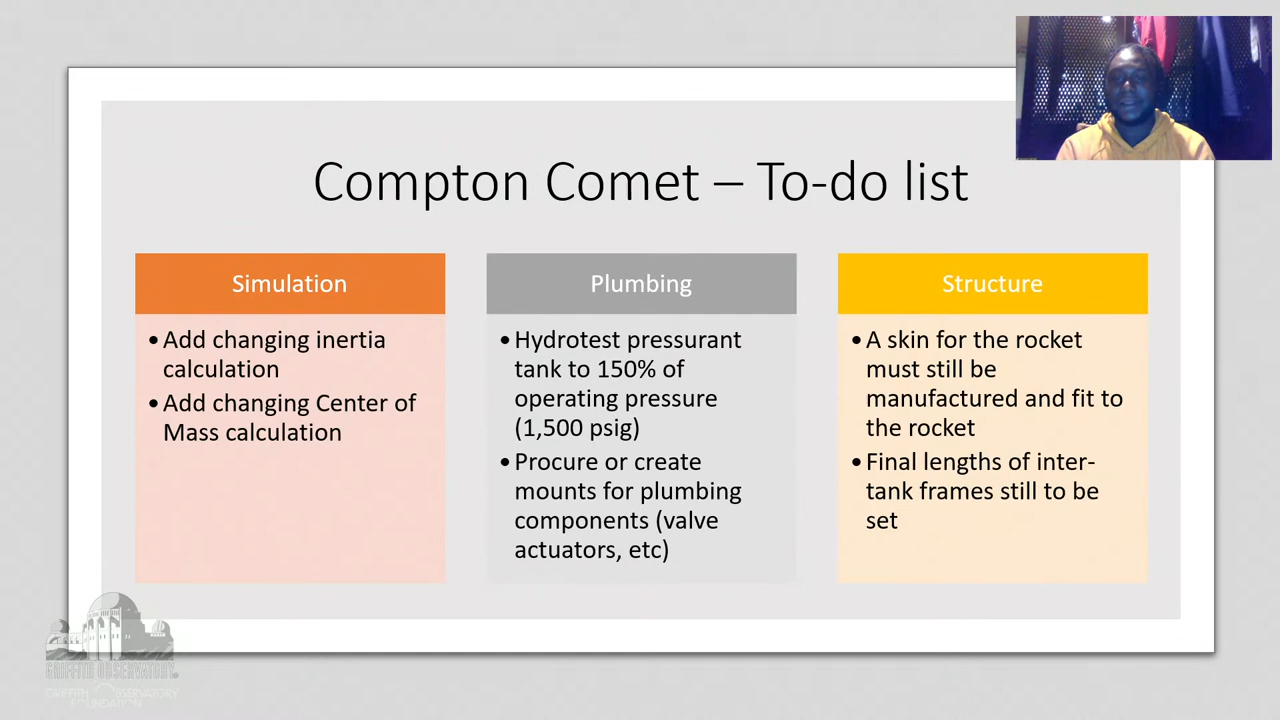 Compton Comet – To-do list
Simulation
•Add changing inertia
calculation
•Add changing Center of
Mass calculation
Plumbing
•Hydrotest pressurant
tank to 150% of
operating pressure
(1,500 psig)
•Procure or create
mounts for plumbing
components (valve
actuators, etc)
Structure
•A skin for the rocket
must still be
manufactured and fit to
the rocket
•Final lengths of inter-
tank frames still to be
set
GRIFFITH OBSERVATORY
GRIFFITH OBSERVATORY
FOUNDATION